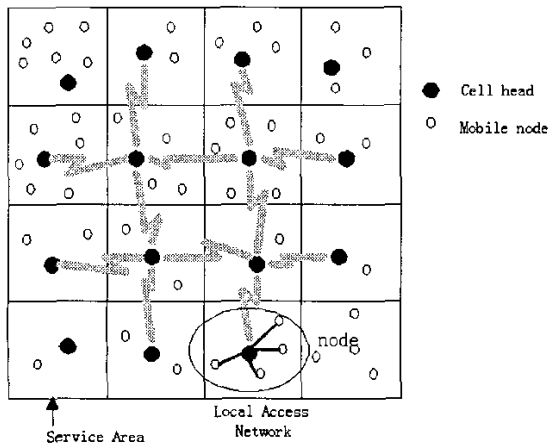 Cell head
Mobile node
node
Local Access
Network
Service Area